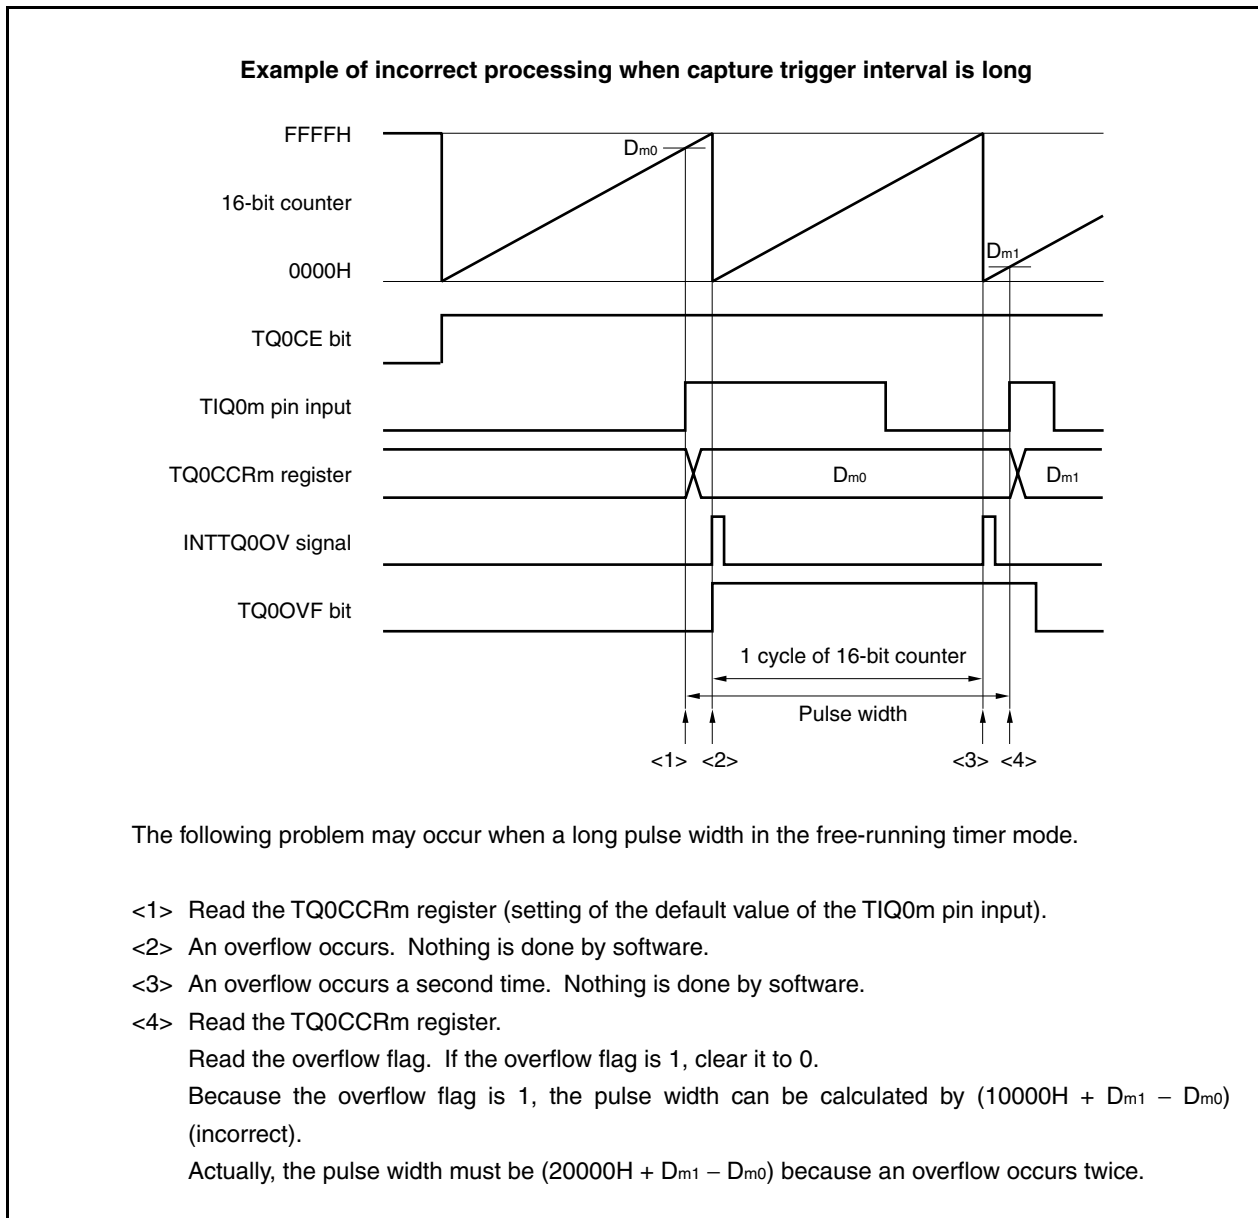 Example of incorrect processing when capture trigger interval is long
FFFFH
Dm0
16-bit counter
Dm1
0000H
TQ0CE bit
TIQ0m pin input
TQ0CCRm register
Dm0
Dm1
INTTQ0OV signal
TQ0OVF bit
1 cycle of 16-bit counter
Pulse width
<1> <2> <3> <4>
The following problem may occur when a long pulse width in the free-running timer mode.
<1> Read the TQ0CCRm register (setting of the default value of the TIQ0m pin input).
<2> An overflow occurs. Nothing is done by software.
<3> An overflow occurs a second time. Nothing is done by software.
<4> Read the TQ0CCRm register.
Read the overflow flag. If the overflow flag is 1, clear it to 0.
Because the overflow flag is 1, the pulse width can be calculated by (10000H + Dm1 − Dm0)
(incorrect).
Actually, the pulse width must be (20000H + Dm1 − Dm0) because an overflow occurs twice.